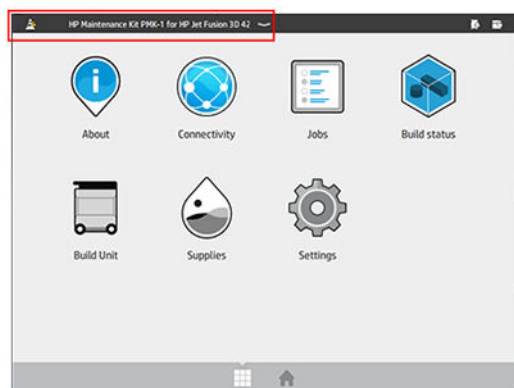 HP Maintenance Kit PMK-1 for HP Jet Fusion 3D 42
About
Connectivity
Jobs
Build status
Build Unit
Supplies
Settings